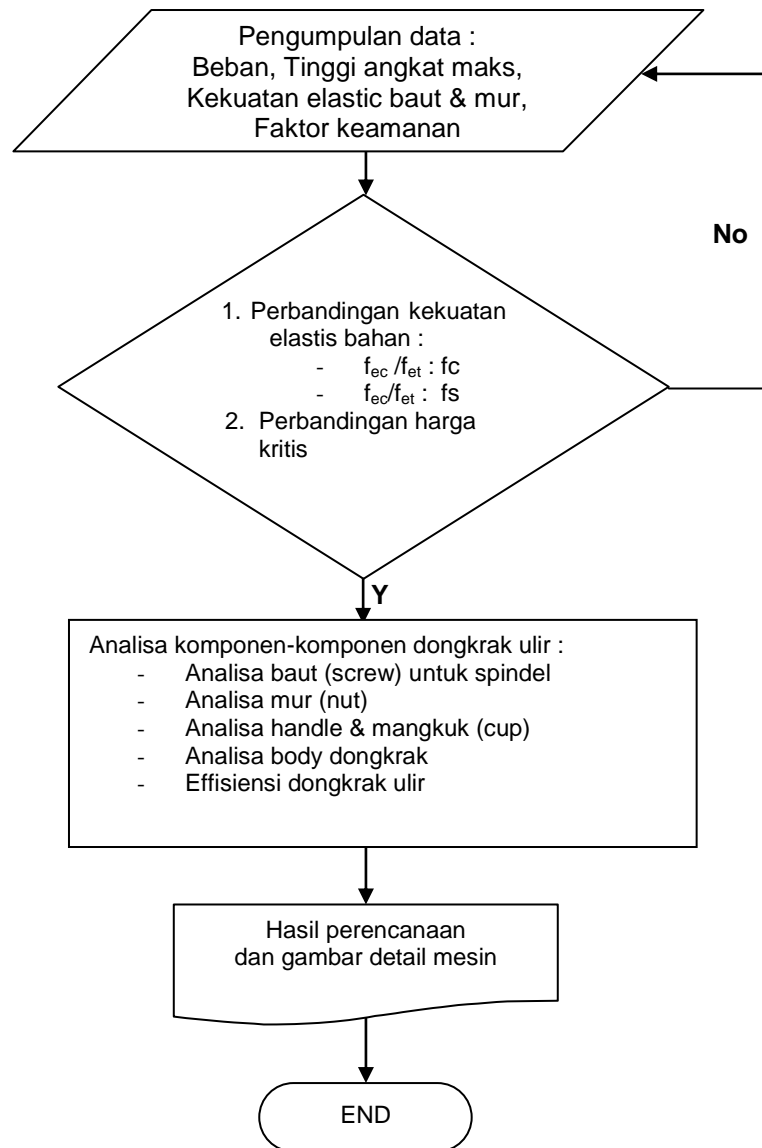 Pengumpulan data :
Beban, Tinggi angkat maks,
Kekuatan elastic baut & mur,
Faktor keamanan
No
1. Perbandingan kekuatan
elastis bahan :
- fec /fet : fc
- fec/fet : fs
2. Perbandingan harga
kritis
Y
Analisa komponen-komponen dongkrak ulir :
- Analisa baut (screw) untuk spindel
- Analisa mur (nut)
- Analisa handle & mangkuk (cup)
- Analisa body dongkrak
- Effisiensi dongkrak ulir
Hasil perencanaan
dan gambar detail mesin
END